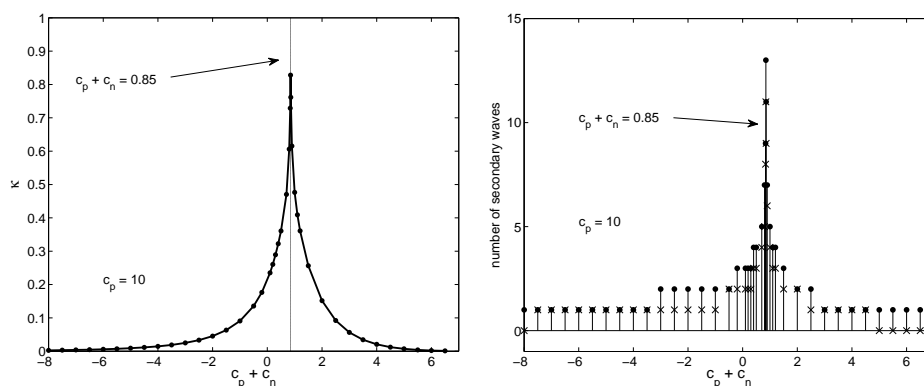 1
0.9
0.8
0.7
0.6
0.5
0.4
0.3
0.2
0.1
0
κ
c_p + c_n = 0.85
c_p = 10
−8 −6 −4 −2 0 2 4 6
c_p + c_n
15
10
5
0
number of secondary waves
c_p + c_n = 0.85
c_p = 10
−8 −6 −4 −2 0 2 4 6
c_p + c_n